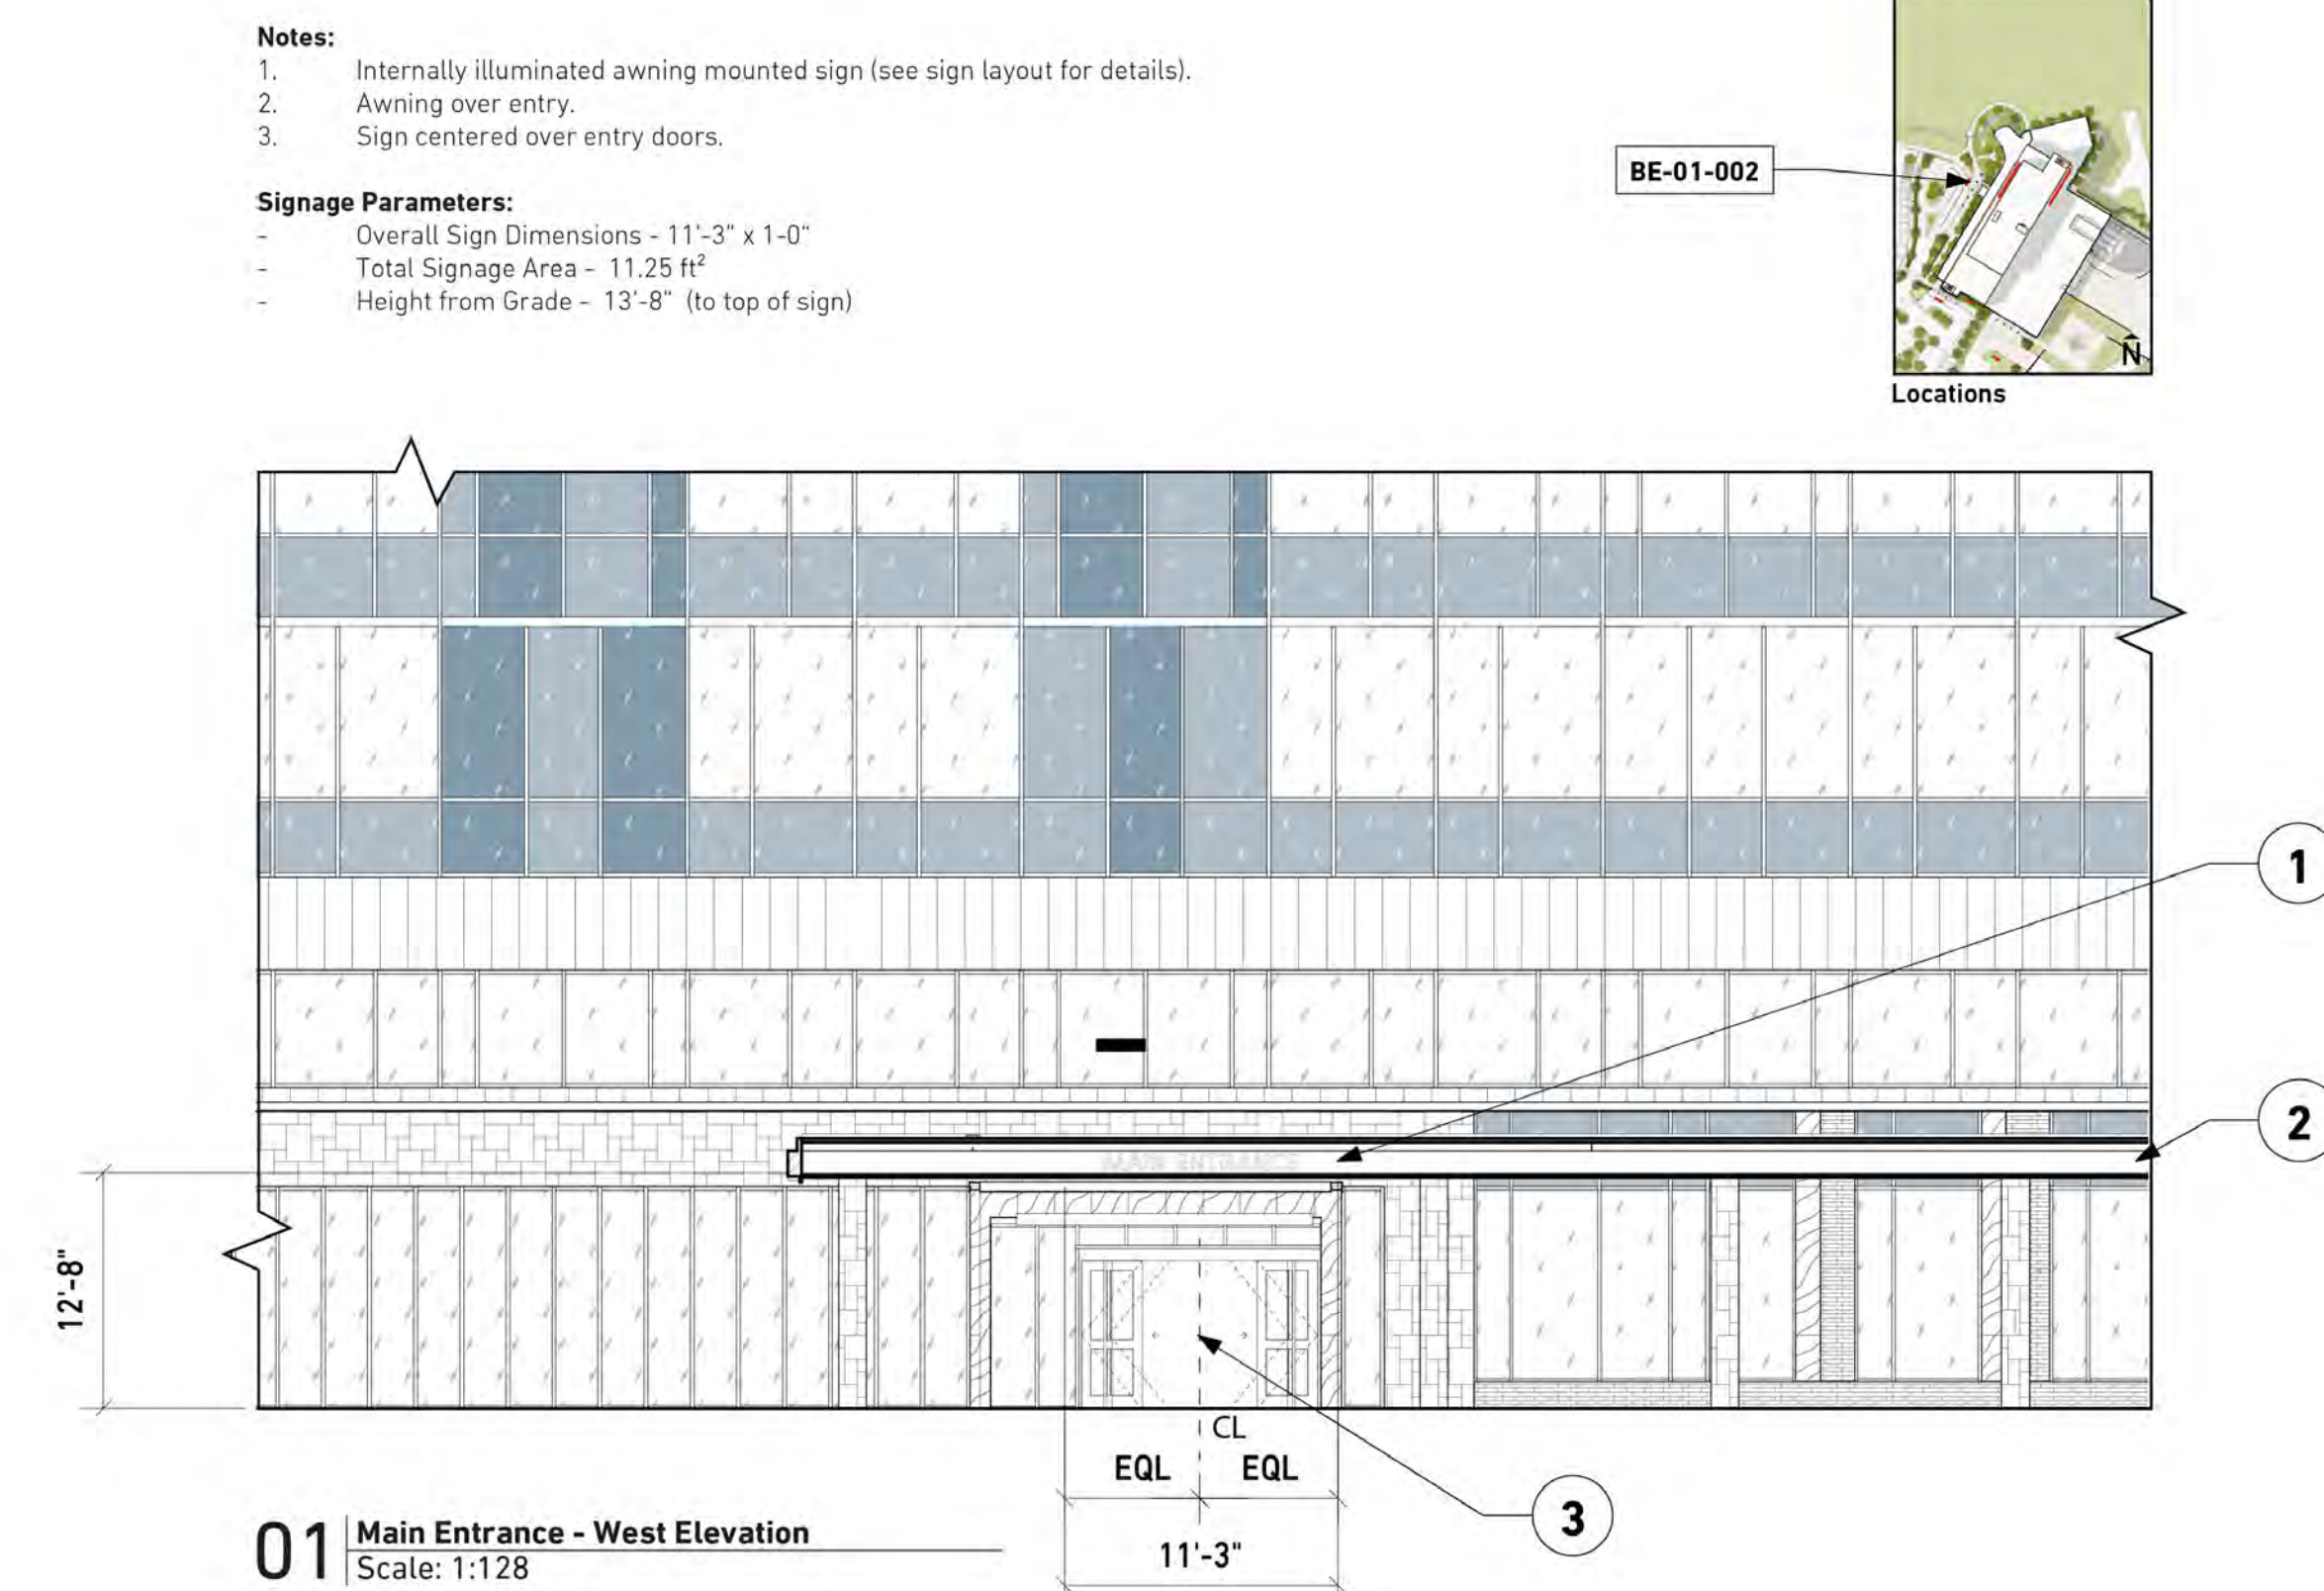 Notes:
1. Internally illuminated awning mounted sign (see sign layout for details).
2. Awning over entry.
3. Sign centered over entry doors.
Signage Parameters:
- Overall Sign Dimensions - 11'-3" x 1-0"
- Total Signage Area - 11.25 ft²
- Height from Grade - 13'-8" (to top of sign)
BE-01-002
N
Locations
1
2
MAIN ENTRANCE
12'-8"
CL
EQL EQL
3
11'-3"
01 Main Entrance - West Elevation
Scale: 1:128